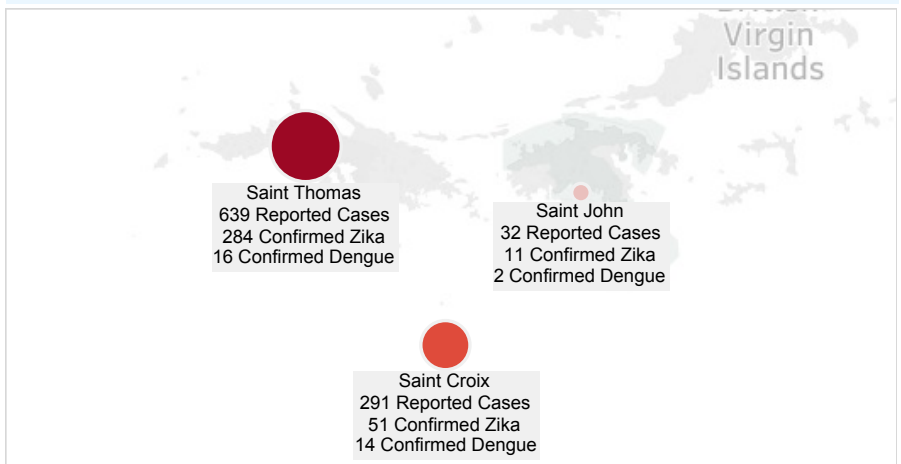 Virgin
Islands
Saint Thomas
639 Reported Cases
284 Confirmed Zika
16 Confirmed Dengue
Saint John
32 Reported Cases
11 Confirmed Zika
2 Confirmed Dengue
Saint Croix
291 Reported Cases
51 Confirmed Zika
14 Confirmed Dengue